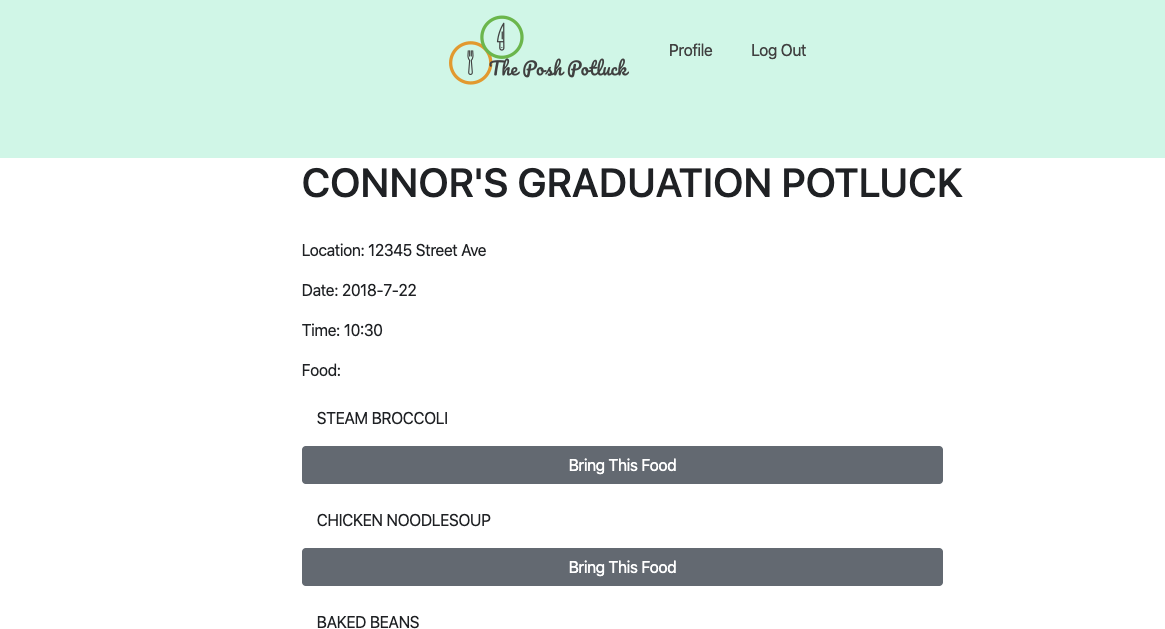 The Posh Potluck
Profile
Log Out
CONNOR'S GRADUATION POTLUCK
Location: 12345 Street Ave
Date: 2018-7-22
Time: 10:30
Food:
STEAM BROCCOLI
Bring This Food
CHICKEN NOODLESOUP
Bring This Food
BAKED BEANS